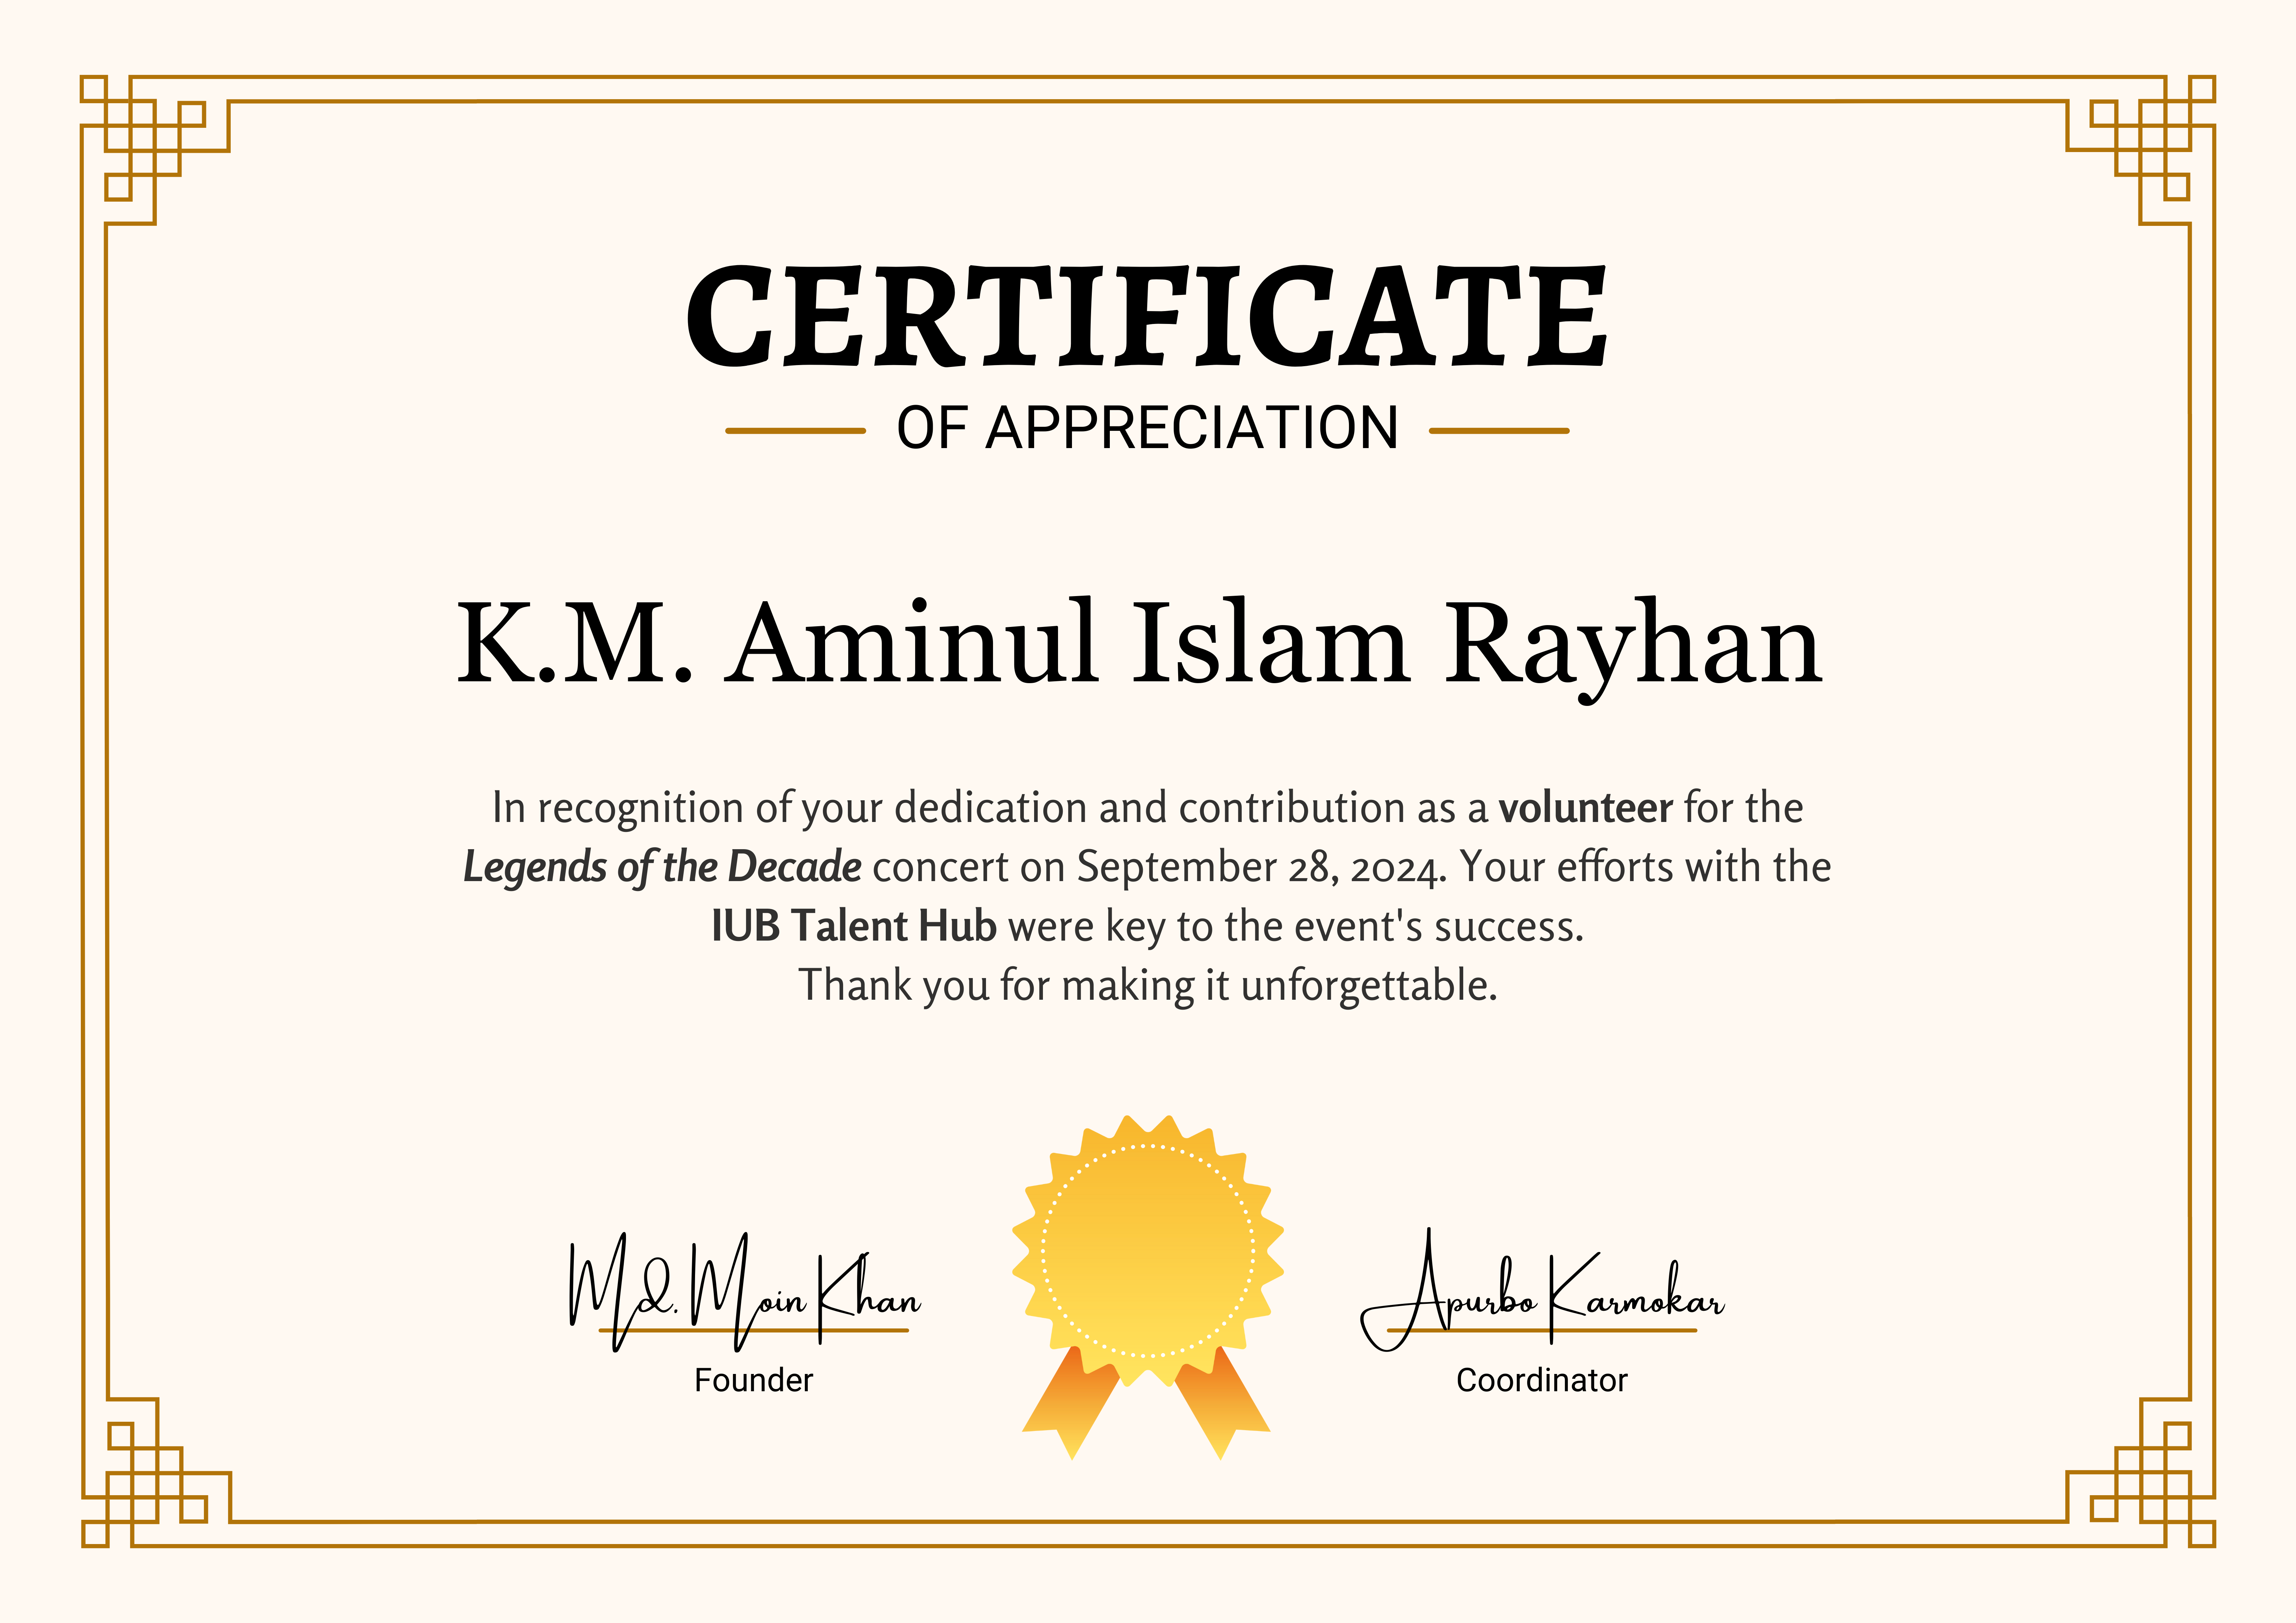 CERTIFICATE
OF APPRECIATION
K.M. Aminul Islam Rayhan
In recognition of your dedication and contribution as a volunteer for the
Legends of the Decade concert on September 28, 2024. Your efforts with the
IUB Talent Hub were key to the event's success.
Thank you for making it unforgettable.
Md. Moin Khan
Founder
Apurbo Karmokar
Coordinator